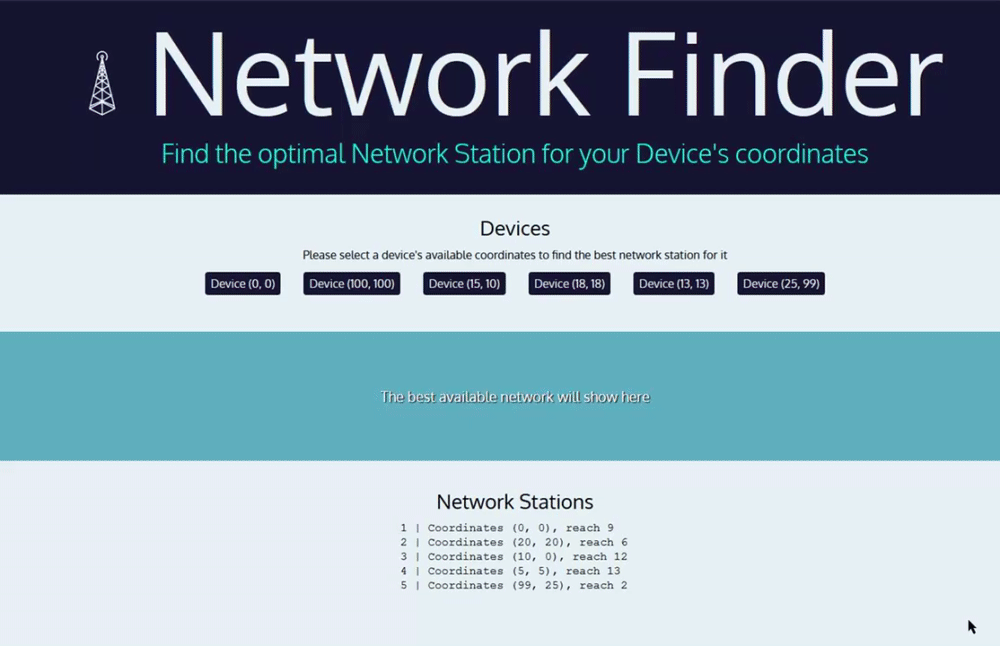 Network Finder
Find the optimal Network Station for your Device's coordinates
Devices
Please select a device's available coordinates to find the best network station for it
Device (0, 0) Device (100, 100) Device (15, 10) Device (18, 18) Device (13, 13) Device (25, 99)
The best available network will show here
Network Stations
1 | Coordinates (0, 0), reach 9
2 | Coordinates (20, 20), reach 6
3 | Coordinates (10, 0), reach 12
4 | Coordinates (5, 5), reach 13
5 | Coordinates (99, 25), reach 2